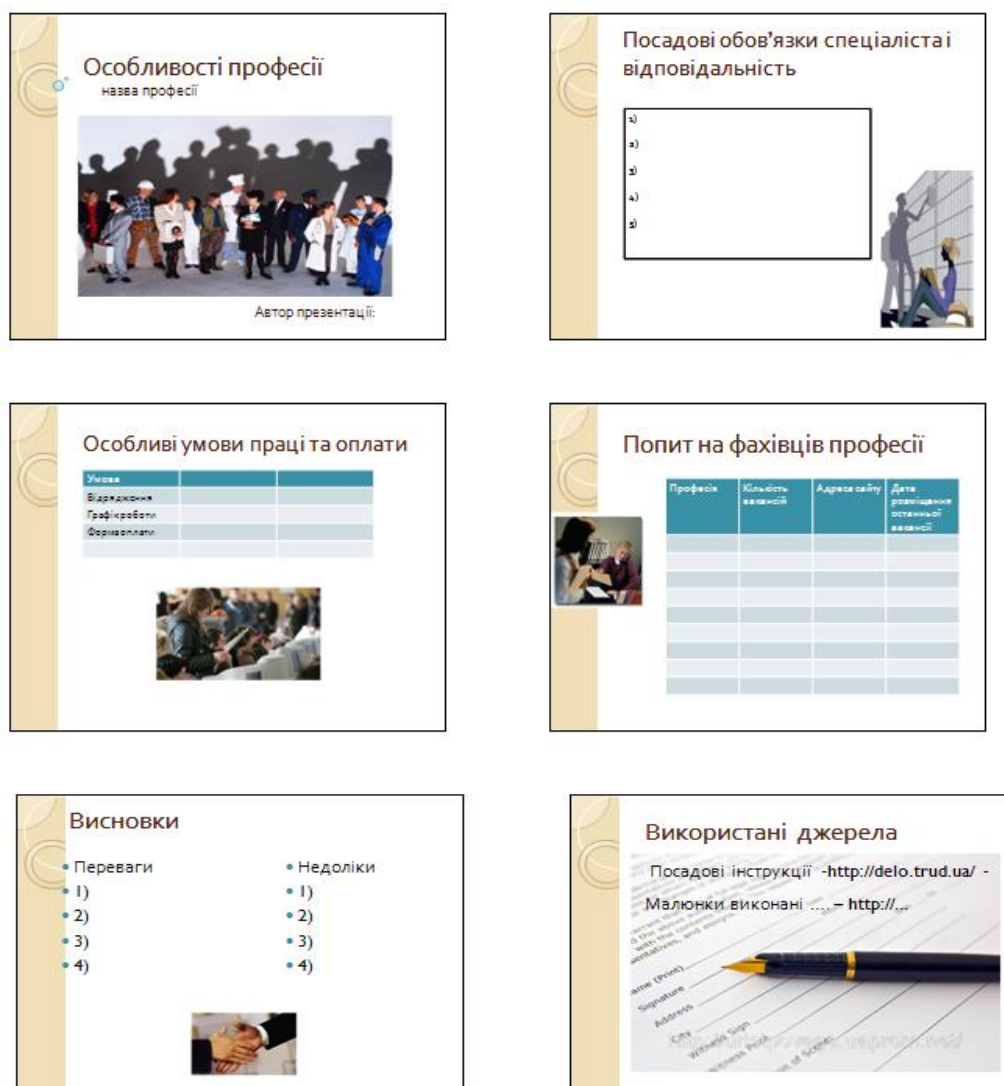 Особливості професії
назва професії
Автор презентації:
Посадові обов’язки спеціаліста і
відповідальність
1)
2)
3)
4)
5)
Особливі умови праці та оплати
Умова
Відрядження
Графік роботи
Форма оплати
Попит на фахівців професії
Професія Кількість вакансій Адреса сайту Дата розміщення останньої вакансії
Висновки
Переваги
1)
2)
3)
4)
Недоліки
1)
2)
3)
4)
Використані джерела
Посадові інструкції -http://delo.trud.ua/ -
Малюнки виконані .... – http://...
(Print)
Signature
Address
City
Witness Sign